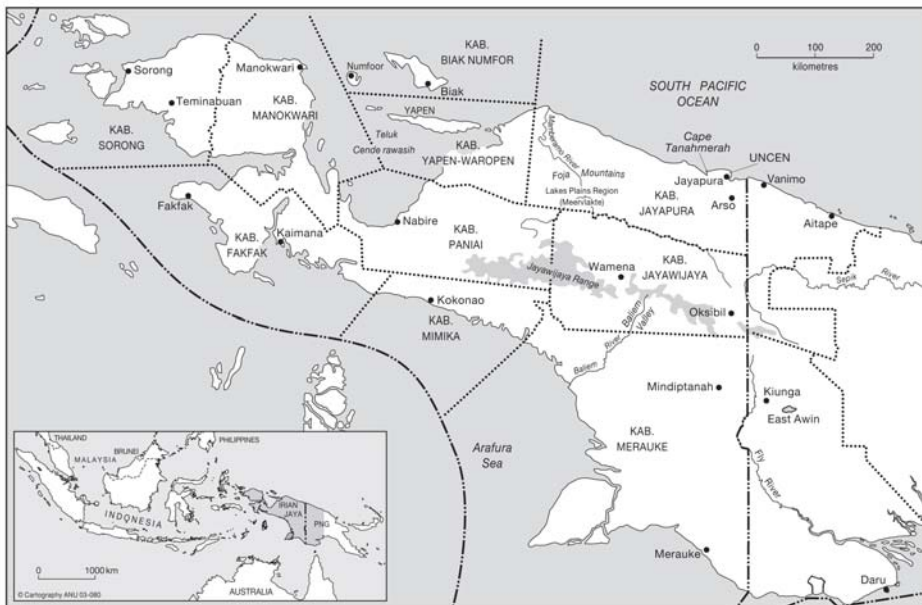 KAB.
BIAK NUMFOR
0
100
200
kilometres
Sorong
Manokwari
Numfoor
Biak
SOUTH PACIFIC
OCEAN
Teminabuan
KAB.
MANOKWARI
YAPEN
KAB.
SORONG
Teluk
Cende rawasih
KAB.
YAPEN-WAROPEN
Mamberamo River
Foja
Mountains
Lakes Plains Region
(Meervlakte)
Cape
Tanahmerah
UNCEN
Jayapura
Vanimo
KAB.
JAYAPURA
Arso
Aitape
Fakfak
Nabire
KAB.
FAKFAK
Kaimana
KAB.
PANIAI
Jayawijaya Range
Wamena
KAB.
JAYAWIJAYA
Sepik
River
Kokonao
KAB.
MIMIKA
Oksibil
Baliem
River
Baliem
Valley
Mindiptanah
Kiunga
East Awin
KAB.
MERAUKE
Arafura
Sea
Fly
River
Merauke
Daru
THAILAND
PHILIPPINES
BRUNEI
MALAYSIA
INDONESIA
IRIAN
JAYA
PNG
0
1000 km
AUSTRALIA
© Cartography ANU 03-080